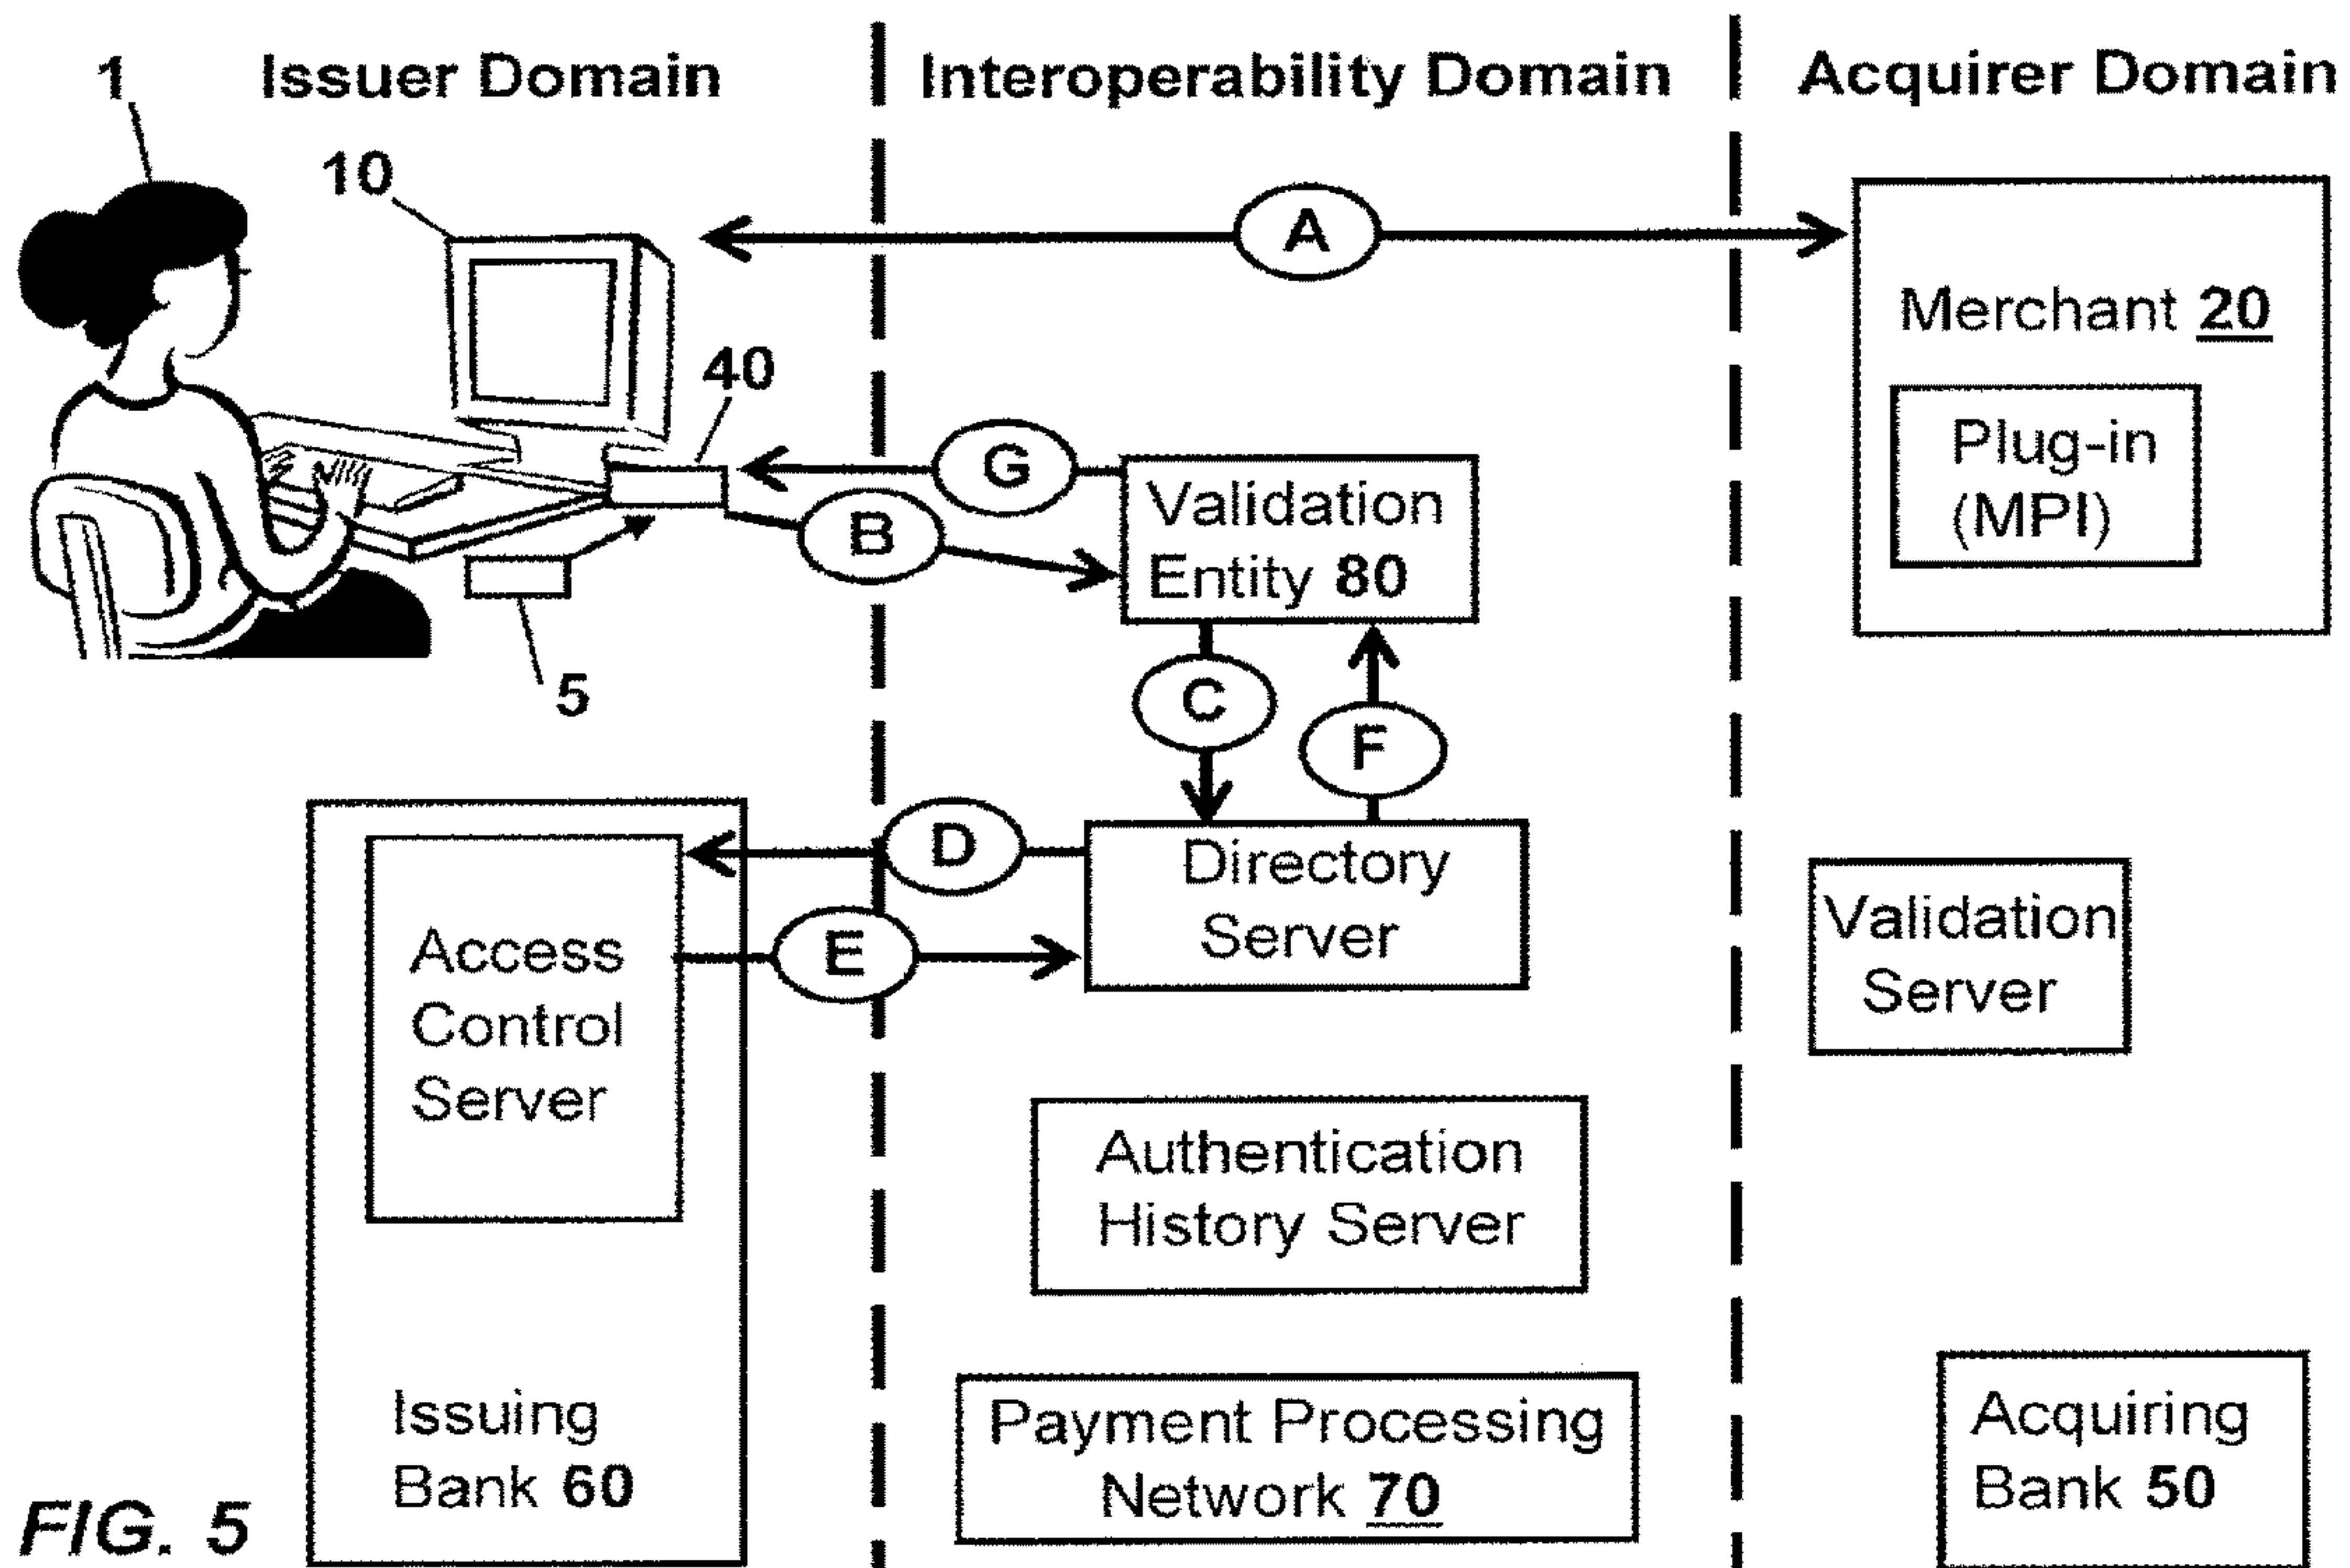 Issuer Domain
Interoperability Domain
Acquirer Domain
1
10
A
Merchant 20
Plug-in
(MPI)
40
G
B
Validation
Entity 80
5
C
F
D
E
Access
Control
Server
Directory
Server
Validation
Server
Authentication
History Server
Issuing
Bank 60
Payment Processing
Network 70
Acquiring
Bank 50
FIG. 5